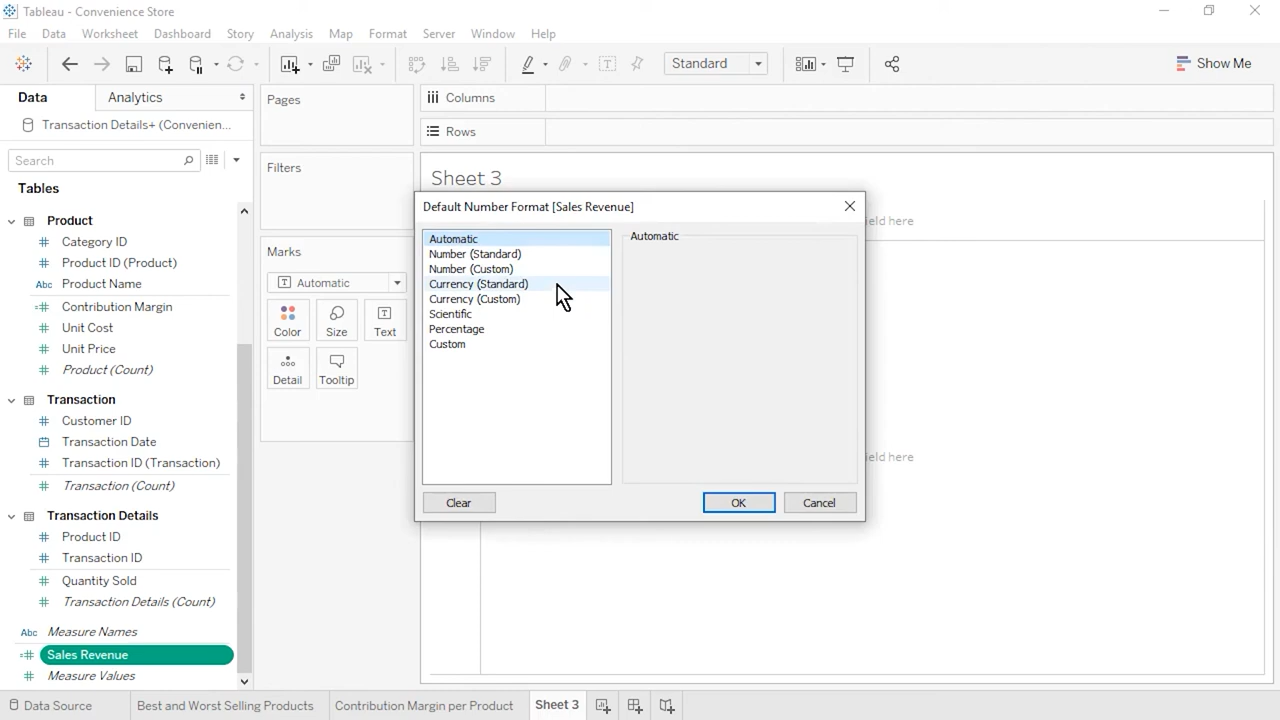 Tableau - Convenience Store
File Data Worksheet Dashboard Story Analysis Map Format Server Window Help
Standard
Show Me
Data Analytics
Transaction Details+ (Convenien...
Search
Tables
Product
Category ID
Product ID (Product)
Abc Product Name
Contribution Margin
Unit Cost
Unit Price
Product (Count)
Transaction
Customer ID
Transaction Date
Transaction ID (Transaction)
Transaction (Count)
Transaction Details
Product ID
Transaction ID
Quantity Sold
Transaction Details (Count)
Abc Measure Names
Sales Revenue
Measure Values
Pages
Filters
Marks
Automatic
Color Size Text
Detail Tooltip
Columns
Rows
Sheet 3
ield here
ield here
Default Number Format [Sales Revenue]
Automatic
Number (Standard)
Number (Custom)
Currency (Standard)
Currency (Custom)
Scientific
Percentage
Custom
Automatic
Clear OK Cancel
Data Source Best and Worst Selling Products Contribution Margin per Product Sheet 3